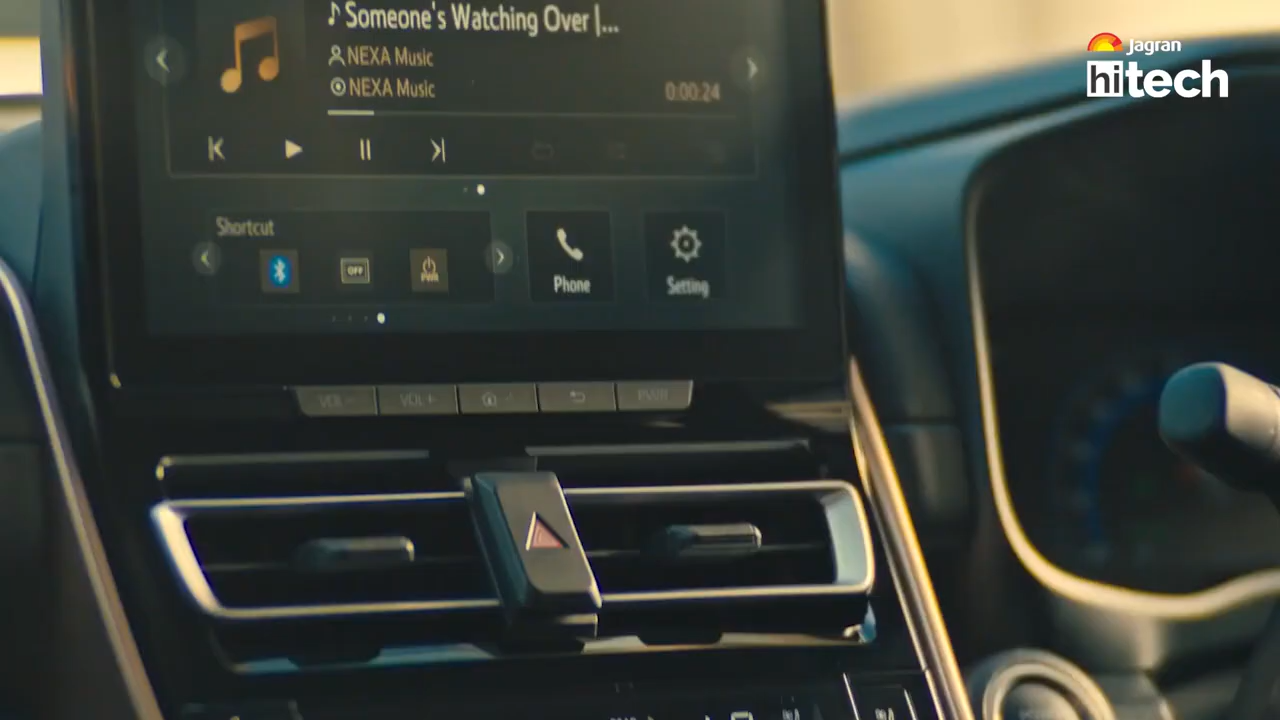 Jagran
hitech
Someone's Watching Over |...
NEXA Music
NEXA Music
0:00:24
Shortcut
OFF
PWR
Phone
Setting
VOL -
VOL +
PWR